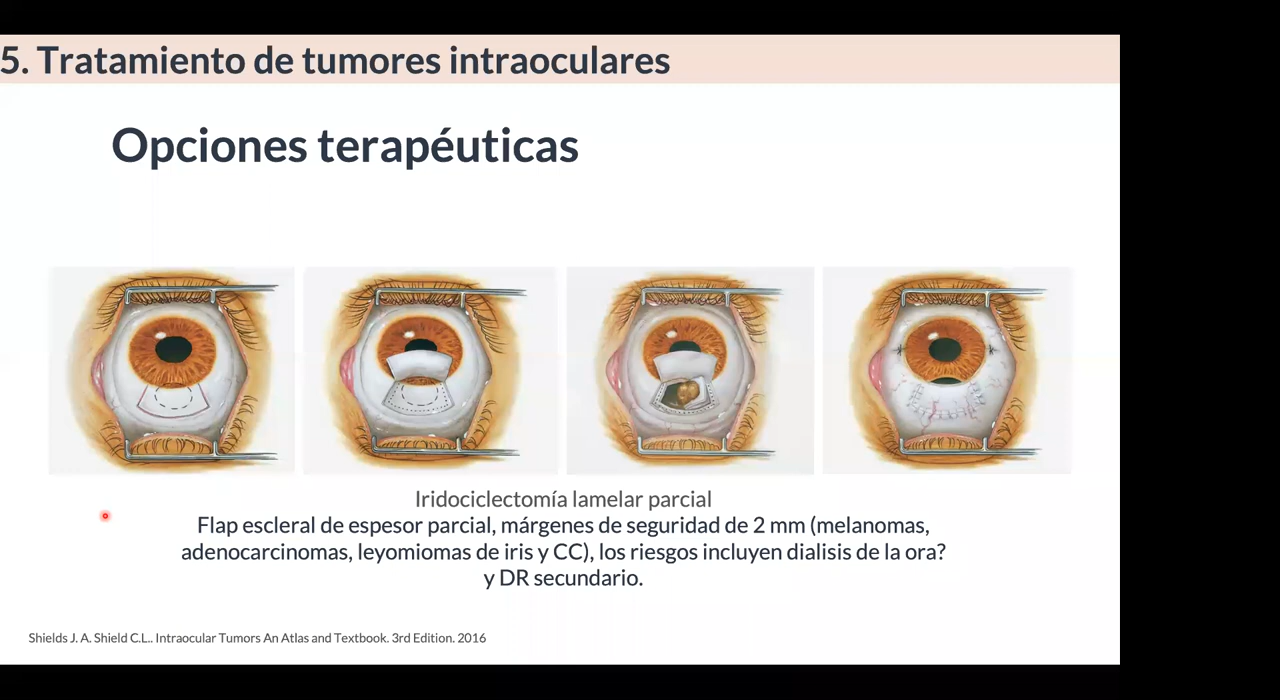 5. Tratamiento de tumores intraoculares
Opciones terapéuticas
Iridociclectomía lamelar parcial
Flap escleral de espesor parcial, márgenes de seguridad de 2 mm (melanomas,
adenocarcinomas, leyomiomas de iris y CC), los riesgos incluyen dialisis de la ora?
y DR secundario.
Shields J. A. Shield C.L.. Intraocular Tumors An Atlas and Textbook. 3rd Edition. 2016